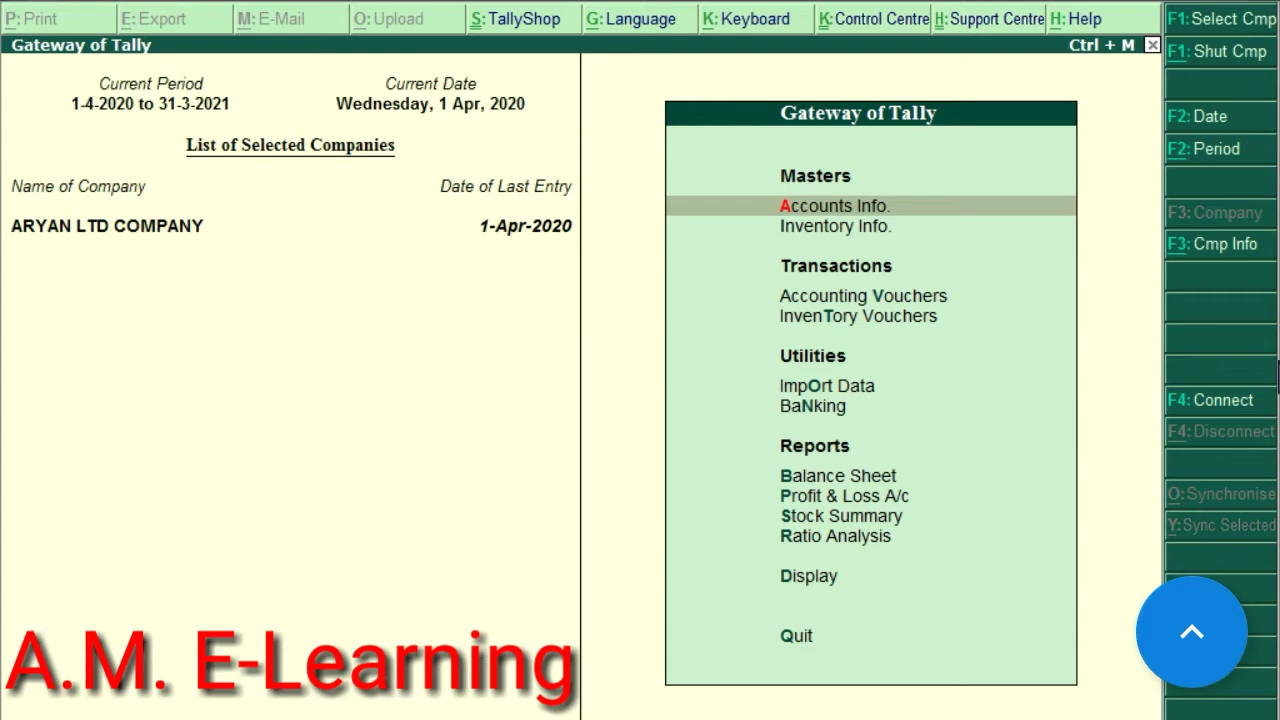 P: Print E: Export M: E-Mail O: Upload S: TallyShop G: Language K: Keyboard K: Control Centre H: Support Centre H: Help
Gateway of Tally Ctrl + M
Current Period Current Date
1-4-2020 to 31-3-2021 Wednesday, 1 Apr, 2020
List of Selected Companies
Name of Company Date of Last Entry
ARYAN LTD COMPANY 1-Apr-2020
Gateway of Tally
Masters
Accounts Info.
Inventory Info.
Transactions
Accounting Vouchers
InvenTory Vouchers
Utilities
ImpOrt Data
BaNking
Reports
Balance Sheet
Profit & Loss A/c
Stock Summary
Ratio Analysis
Display
Quit
F1: Select Cmp
F1: Shut Cmp
F2: Date
F2: Period
F3: Company
F3: Cmp Info
F4: Connect
F4: Disconnect
O: Synchronise
Y: Sync Selected
A.M. E-Learning